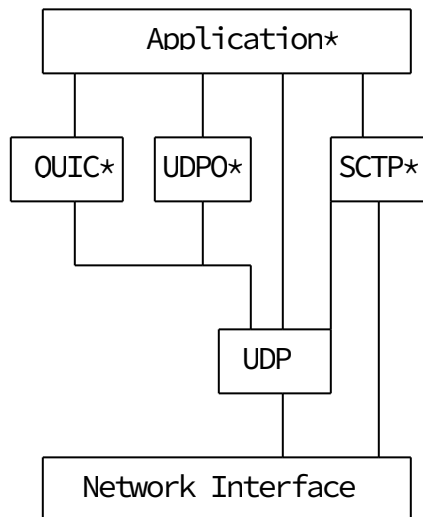 Application*
QUIC*
UDPO*
SCTP*
UDP
Network Interface